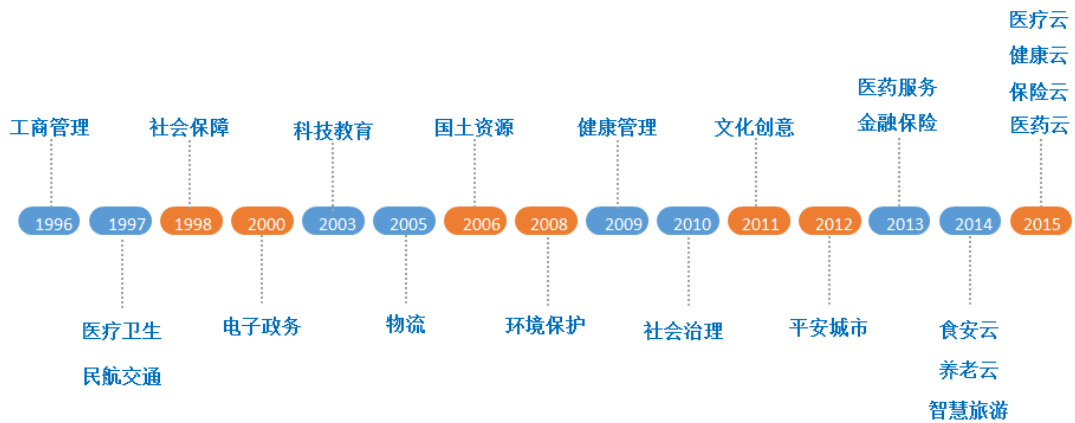 医疗云
健康云
保险云
医药云
医药服务
金融保险
工商管理
社会保障
科技教育
国土资源
健康管理
文化创意
1996
1997
1998
2000
2003
2005
2006
2008
2009
2010
2011
2012
2013
2014
2015
医疗卫生
民航交通
电子政务
物流
环境保护
社会治理
平安城市
食安云
养老云
智慧旅游